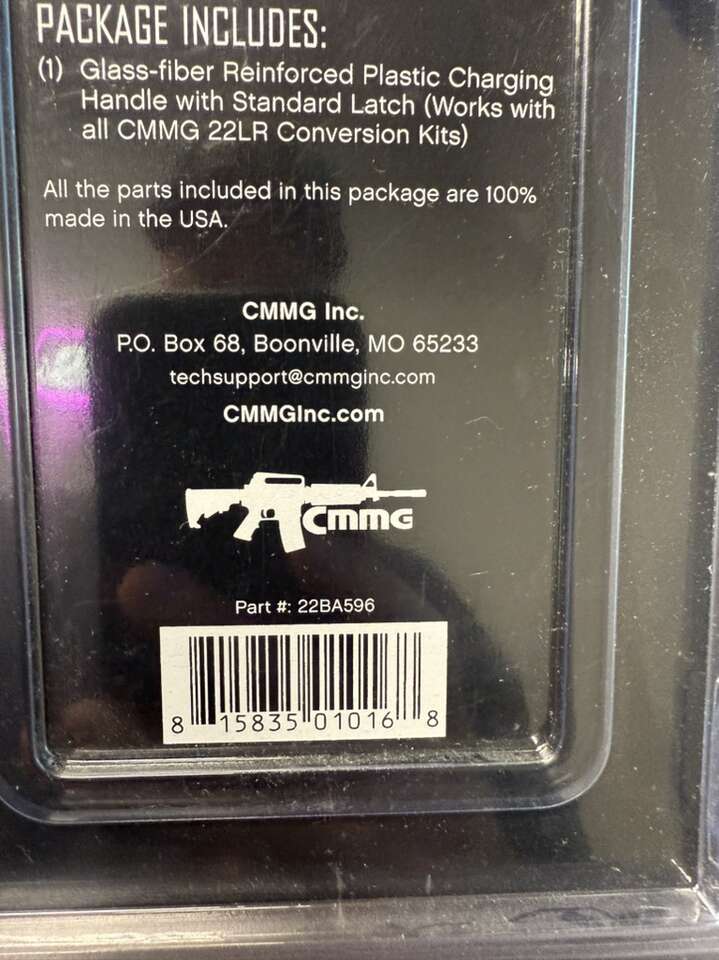 PACKAGE INCLUDES:
(1) Glass-fiber Reinforced Plastic Charging
Handle with Standard Latch (Works with
all CMMG 22LR Conversion Kits)
All the parts included in this package are 100%
made in the USA.
CMMG Inc.
P.O. Box 68, Boonville, MO 65233
techsupport@cmmginc.com
CMMGInc.com
CMMG
Part #: 22BA596
8 15835 01016 8